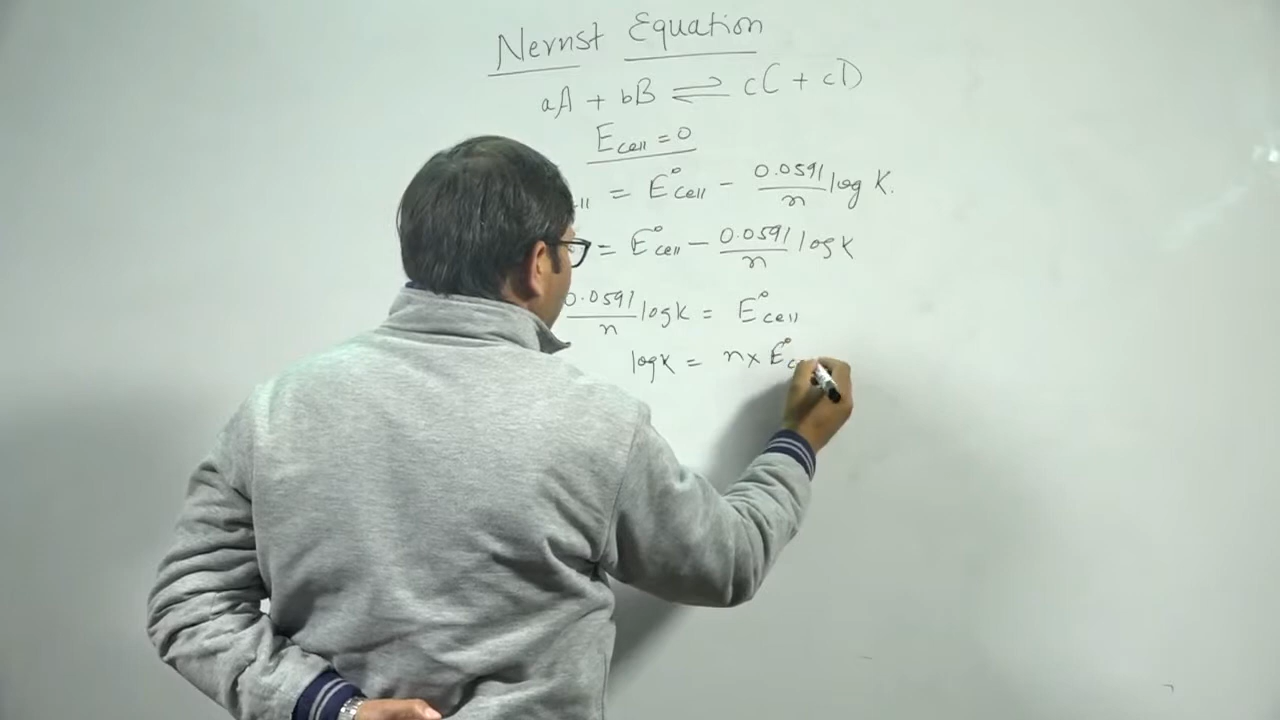 Nernst Equation
aA + bB ⇌ cC + cD
Ecell = 0
= E°cell - 0.0591/n log K.
= E°cell - 0.0591/n log K
0.0591/n log K = E°cell
log K = n x E°c